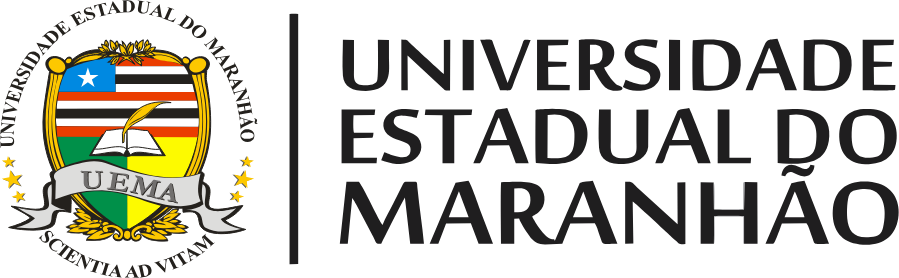 UNIVERSIDADE ESTADUAL DO MARANHÃO
UEMA
SCIENTIA AD VITAM
UNIVERSIDADE
ESTADUAL DO
MARANHÃO